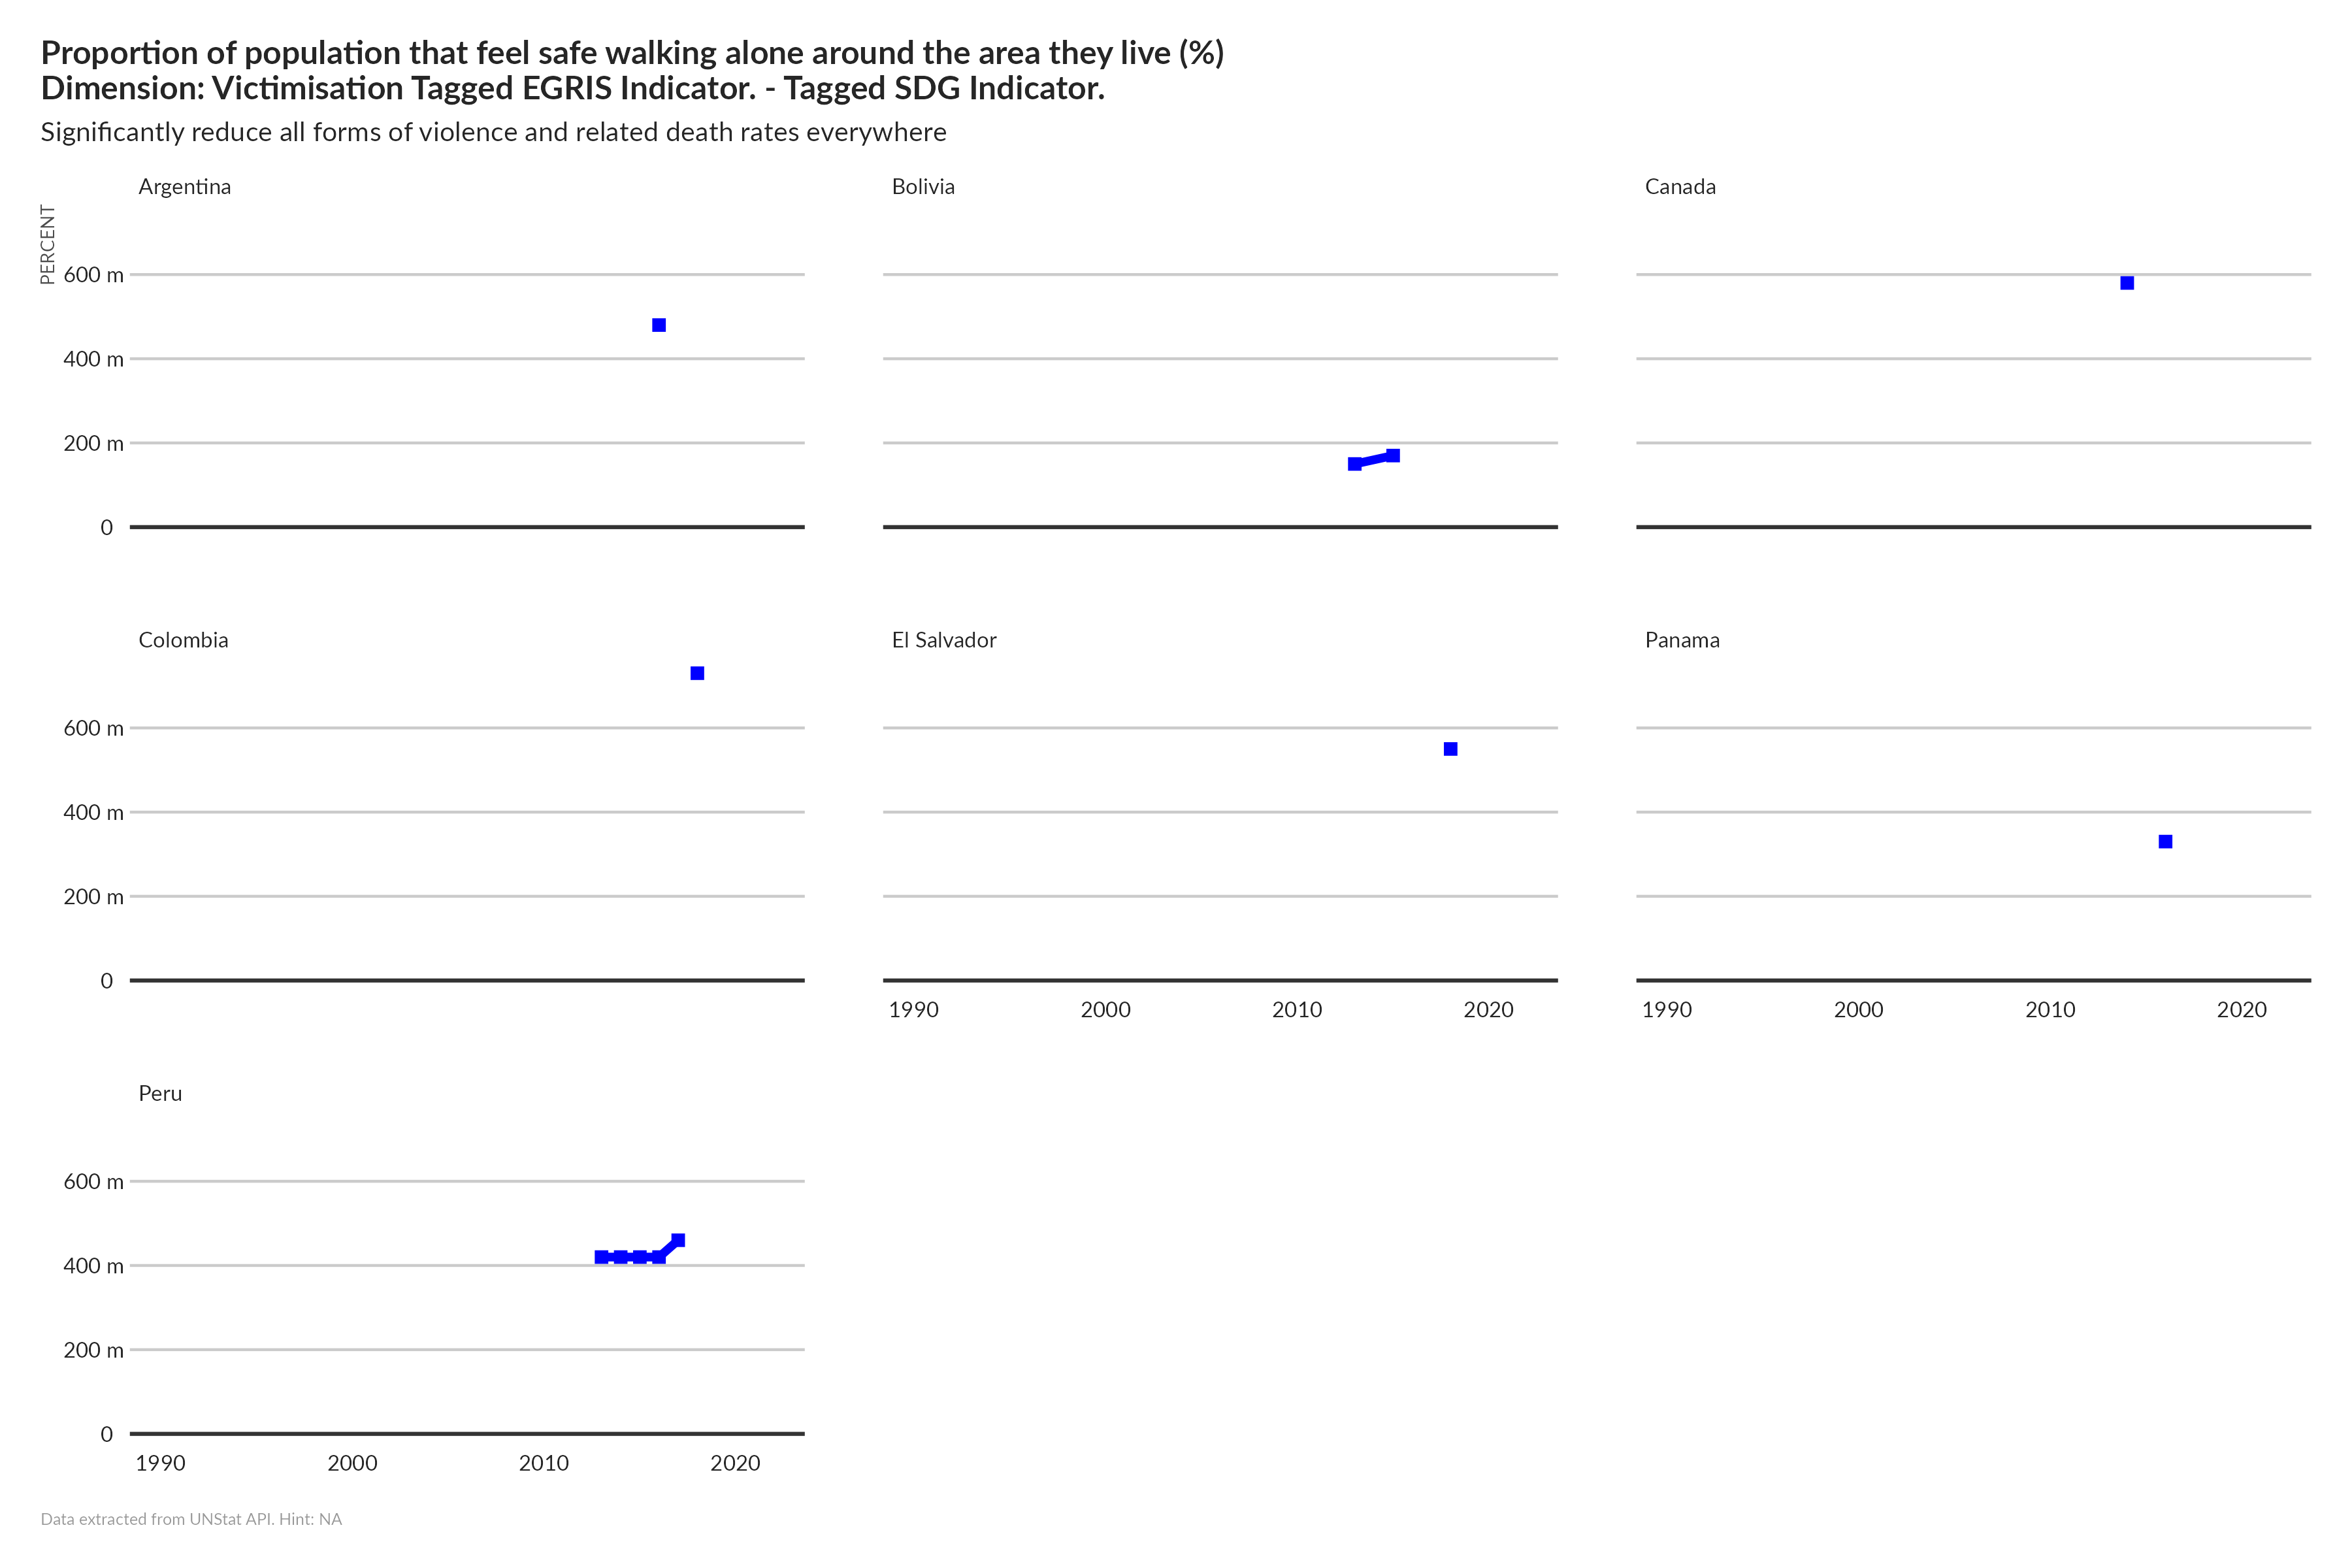 Proportion of population that feel safe walking alone around the area they live (%)
Dimension: Victimisation Tagged EGRIS Indicator. - Tagged SDG Indicator.
Significantly reduce all forms of violence and related death rates everywhere
Argentina
Bolivia
Canada
PERCENT
600 m
400 m
200 m
0
Colombia
El Salvador
Panama
600 m
400 m
200 m
0
1990 2000 2010 2020
1990 2000 2010 2020
Peru
600 m
400 m
200 m
0
1990 2000 2010 2020
Data extracted from UNStat API. Hint: NA